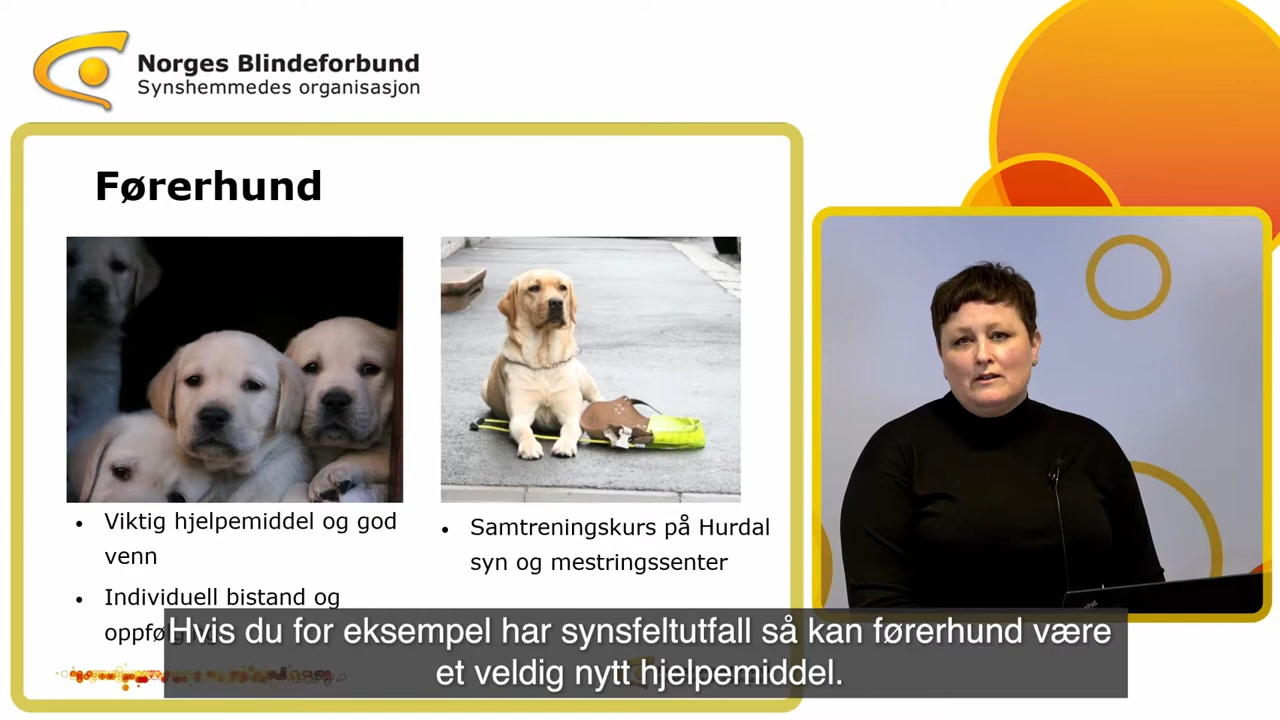 Norges Blindeforbund
Synshemmedes organisasjon
Førerhund
• Viktig hjelpemiddel og god
venn
• Individuell bistand og
• Samtreningskurs på Hurdal
syn og mestringssenter
Hvis du for eksempel har synsfeltutfall så kan førerhund være
et veldig nytt hjelpemiddel.